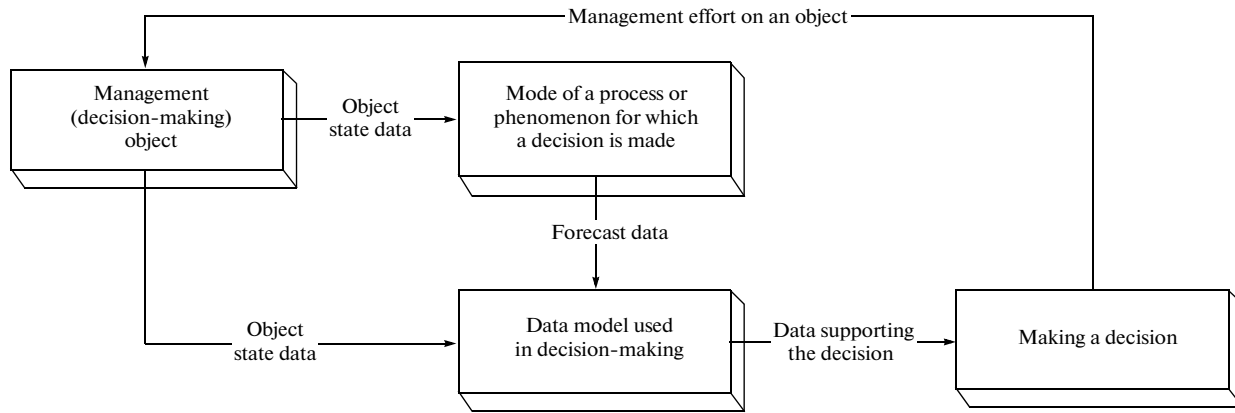 Management effort on an object
Management
(decision-making)
object
Object
state data
Mode of a process or
phenomenon for which
a decision is made
Forecast data
Object
state data
Data model used
in decision-making
Data supporting
the decision
Making a decision